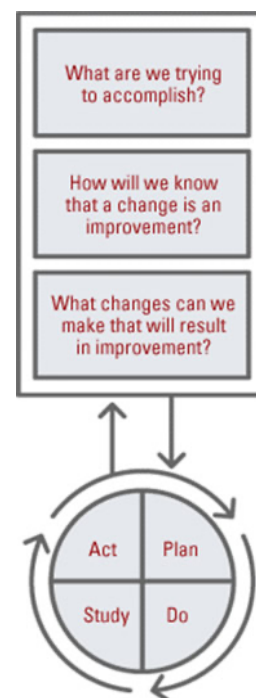 What are we trying
to accomplish?
How will we know
that a change is an
improvement?
What changes can we
make that will result
in improvement?
Act
Plan
Study
Do